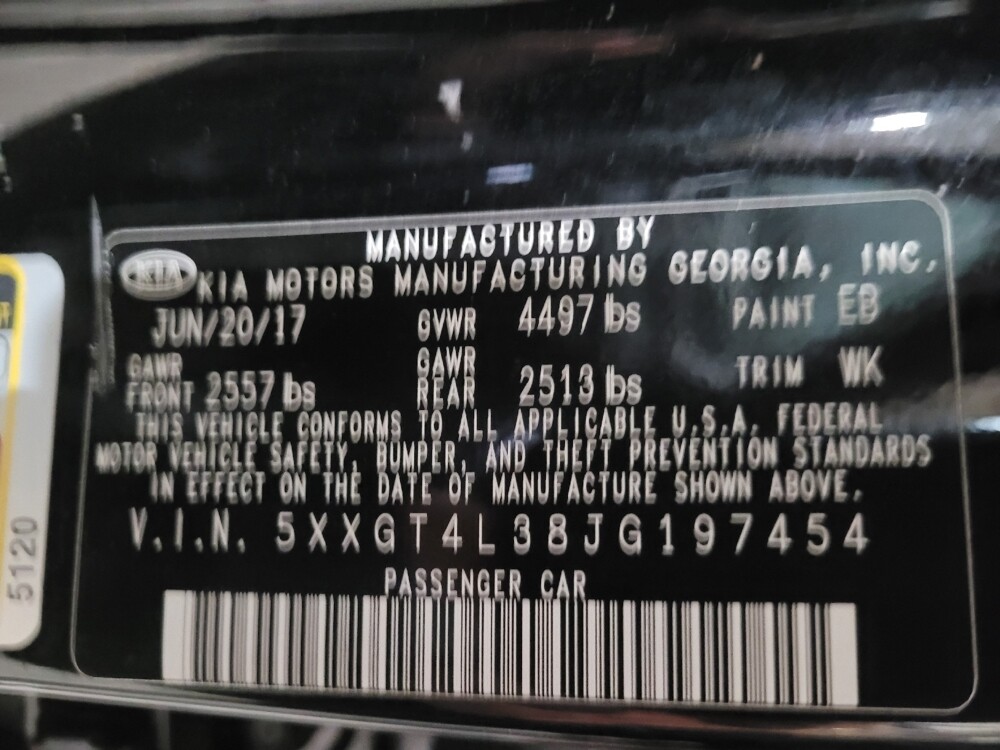 MANUFACTURED BY
KIA KIA MOTORS MANUFACTURING GEORGIA, INC.
JUN/20/17 GVWR 4497 lbs PAINT EB
GAWR FRONT 2557 lbs GAWR REAR 2513 lbs TRIM WK
THIS VEHICLE CONFORMS TO ALL APPLICABLE U.S.A. FEDERAL
MOTOR VEHICLE SAFETY, BUMPER, AND THEFT PREVENTION STANDARDS
IN EFFECT ON THE DATE OF MANUFACTURE SHOWN ABOVE.
V.I.N. 5XXGT4L38JG197454
PASSENGER CAR
5120